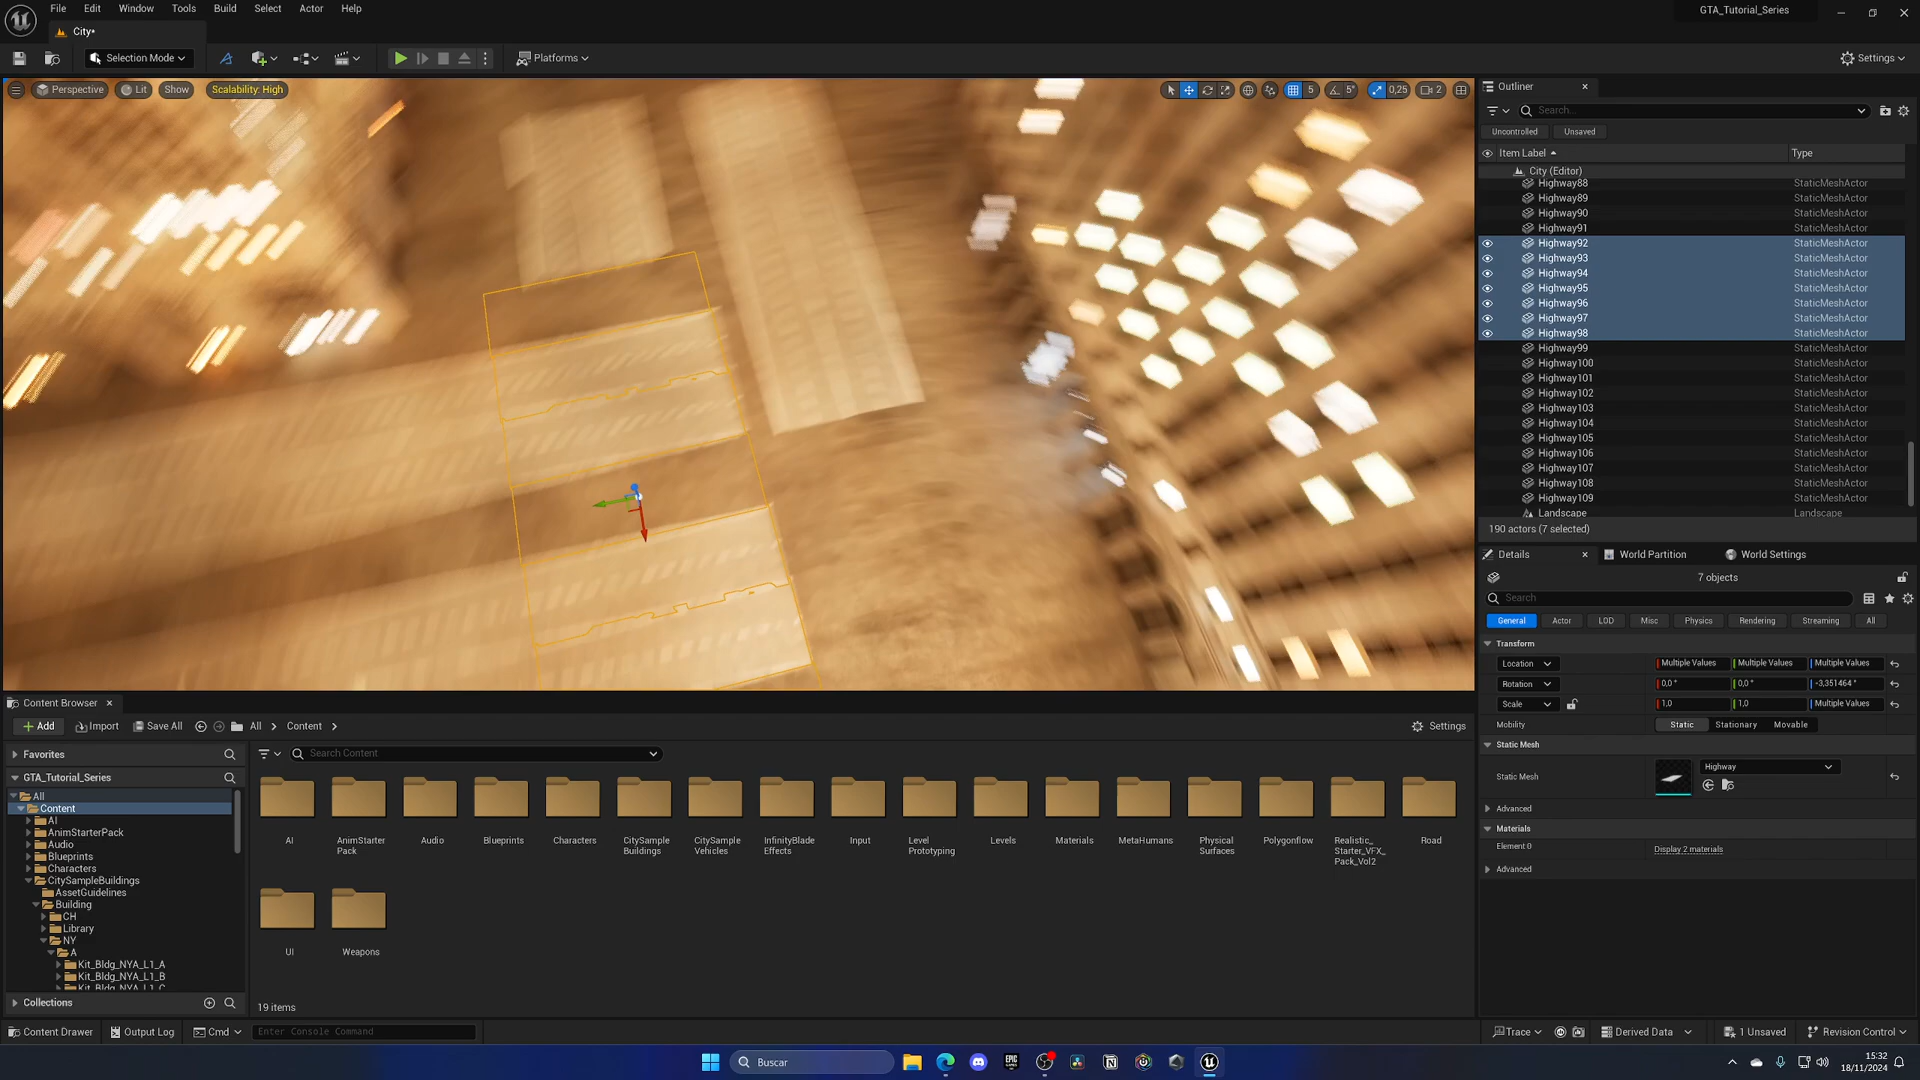 File Edit Window Tools Build Select Actor Help
GTA_Tutorial_Series
City*
Selection Mode
Platforms
Settings
Perspective Lit Show Scalability: High
5 5° 0,25 2
Outliner
Search...
Uncontrolled Unsaved
Item Label Type
City (Editor)
Highway88 StaticMeshActor
Highway89 StaticMeshActor
Highway90 StaticMeshActor
Highway91 StaticMeshActor
Highway92 StaticMeshActor
Highway93 StaticMeshActor
Highway94 StaticMeshActor
Highway95 StaticMeshActor
Highway96 StaticMeshActor
Highway97 StaticMeshActor
Highway98 StaticMeshActor
Highway99 StaticMeshActor
Highway100 StaticMeshActor
Highway101 StaticMeshActor
Highway102 StaticMeshActor
Highway103 StaticMeshActor
Highway104 StaticMeshActor
Highway105 StaticMeshActor
Highway106 StaticMeshActor
Highway107 StaticMeshActor
Highway108 StaticMeshActor
Highway109 StaticMeshActor
Landscape Landscape
190 actors (7 selected)
Details World Partition World Settings
7 objects
Search
General Actor LOD Misc Physics Rendering Streaming All
Transform
Location Multiple Values Multiple Values Multiple Values
Rotation 0,0 ° 0,0 ° -3,351464 °
Scale 1,0 1,0 Multiple Values
Mobility Static Stationary Movable
Static Mesh
Static Mesh Highway
Advanced
Materials
Element 0 Display 2 materials
Advanced
Content Browser
Add Import Save All All Content Settings
Favorites
Search Content
GTA_Tutorial_Series
All
Content
AI
AnimStarterPack
Audio
Blueprints
Characters
CitySampleBuildings
AssetGuidelines
Building
CH
Library
NY
A
Kit_Bldg_NYA_L1_A
Kit_Bldg_NYA_L1_B
Kit_Bldg_NYA_L1_C
Collections
AI
AnimStarter
Pack
Audio
Blueprints
Characters
CitySample
Buildings
CitySample
Vehicles
InfinityBlade
Effects
Input
Level
Prototyping
Levels
Materials
MetaHumans
Physical
Surfaces
Polygonflow
Realistic_
Starter_VFX_
Pack_Vol2
Road
UI
Weapons
19 items
Content Drawer Output Log Cmd Enter Console Command
Trace Derived Data 1 Unsaved Revision Control
Buscar
EPIC
GAMES
15:32
18/11/2024